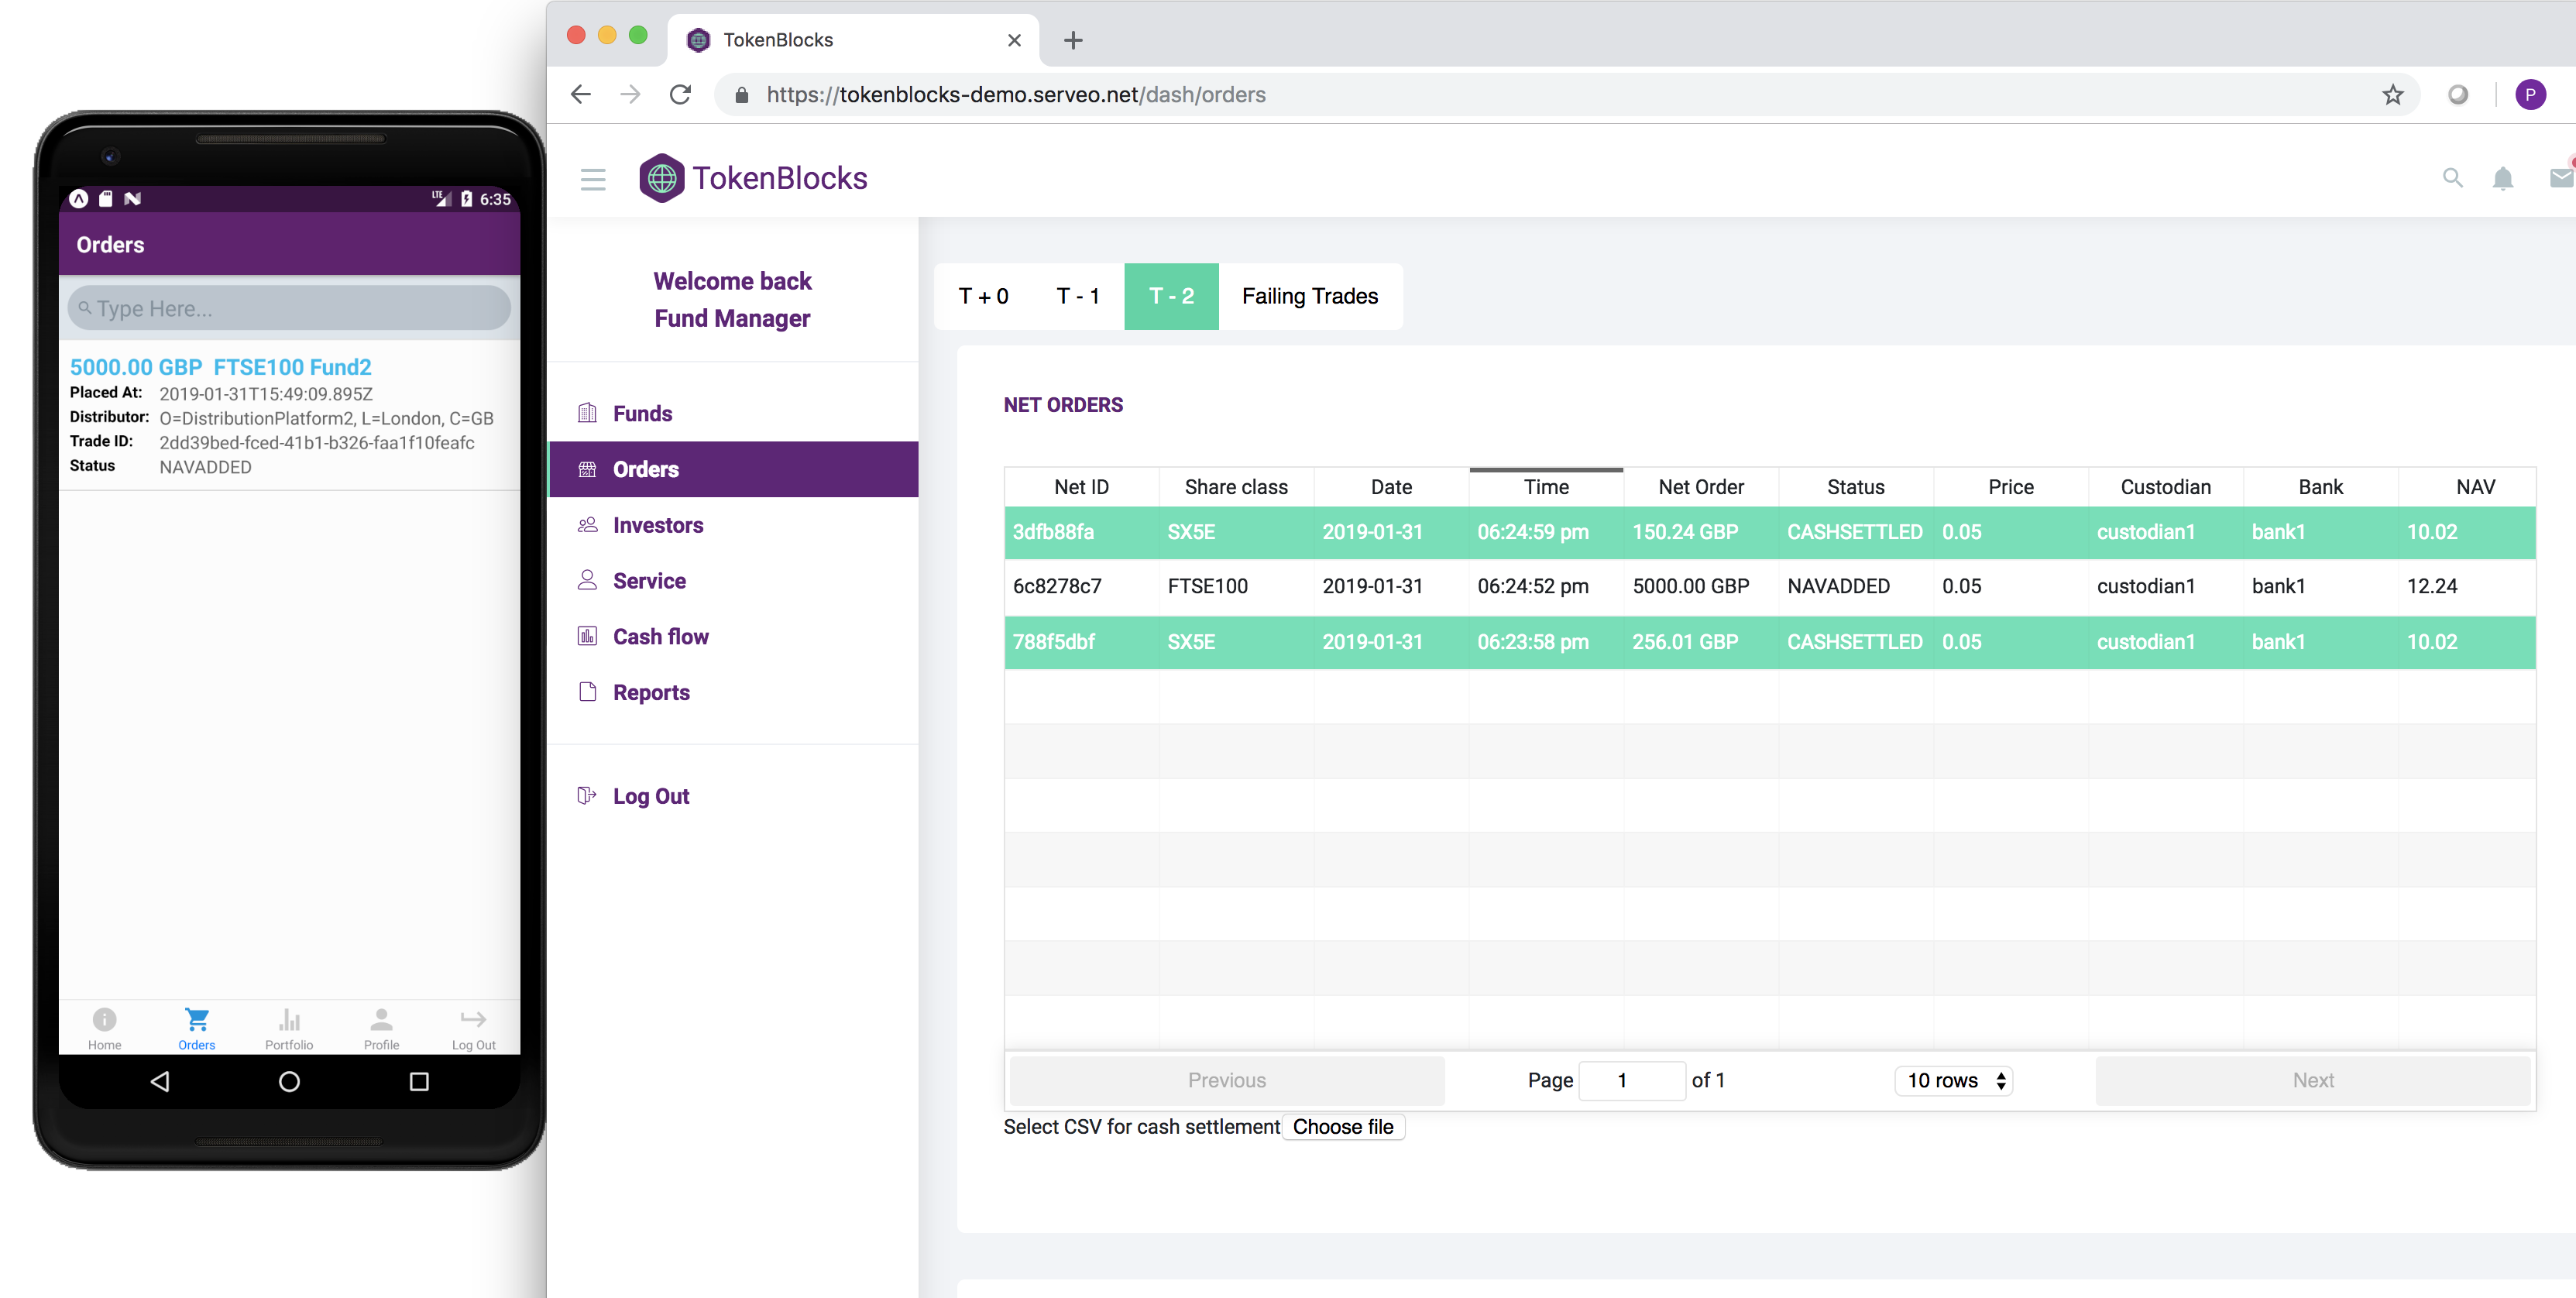 LTE 6:35
Orders
Type Here...
5000.00 GBP FTSE100 Fund2
Placed At: 2019-01-31T15:49:09.895Z
Distributor: O=DistributionPlatform2, L=London, C=GB
Trade ID: 2dd39bed-fced-41b1-b326-faa1f10feafc
Status NAVADDED
Home Orders Portfolio Profile Log Out
TokenBlocks
https://tokenblocks-demo.serveo.net/dash/orders
P
TokenBlocks
Welcome back
Fund Manager
Funds
Orders
Investors
Service
Cash flow
Reports
Log Out
T + 0 T - 1 T - 2 Failing Trades
NET ORDERS
Net ID Share class Date Time Net Order Status Price Custodian Bank NAV
3dfb88fa SX5E 2019-01-31 06:24:59 pm 150.24 GBP CASHSETTLED 0.05 custodian1 bank1 10.02
6c8278c7 FTSE100 2019-01-31 06:24:52 pm 5000.00 GBP NAVADDED 0.05 custodian1 bank1 12.24
788f5dbf SX5E 2019-01-31 06:23:58 pm 256.01 GBP CASHSETTLED 0.05 custodian1 bank1 10.02
Previous Page 1 of 1 10 rows Next
Select CSV for cash settlement Choose file